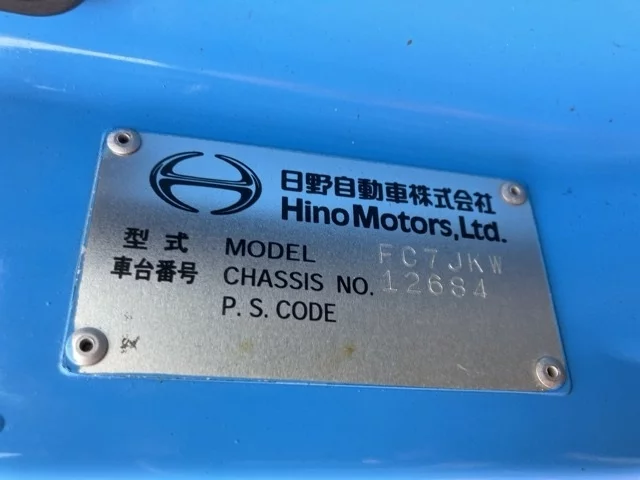 日野自動車株式会社
Hino Motors, Ltd.
型式 MODEL FC7JKW
車台番号 CHASSIS NO. 12684
P. S. CODE